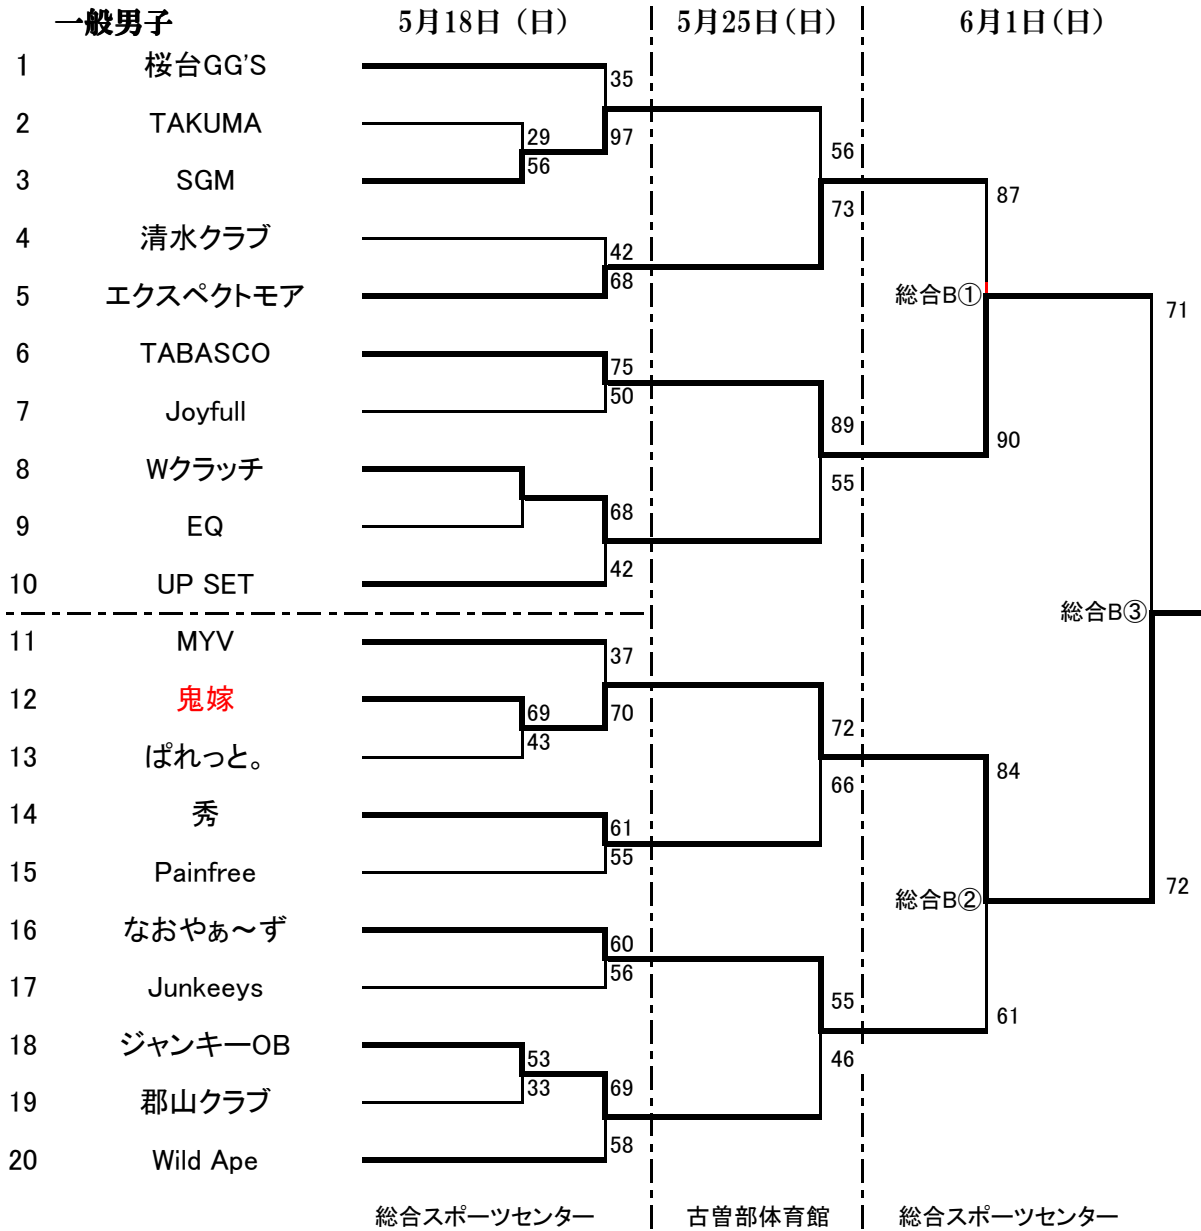 一般男子 5月18日（日） 5月25日（日） 6月1日（日）
1 桜台GG'S 35
2 TAKUMA 29 97 56
3 SGM 56 87
73
4 清水クラブ 42
5 エクスペクトモア 68 総合B① 71
6 TABASCO 75
7 Joyfull 50 89 90
8 Wクラッチ 55
9 EQ 68
10 UP SET 42
総合B③
11 MYV 37
12 鬼嫁 69 70 72
13 ぱれっと。 43 84
66
14 秀 61
15 Painfree 55 72
総合B②
16 なおやぁ～ず 60
17 Junkeeys 56 55 61
18 ジャンキーOB 53 46
19 郡山クラブ 33 69
20 Wild Ape 58
総合スポーツセンター 古曽部体育館 総合スポーツセンター